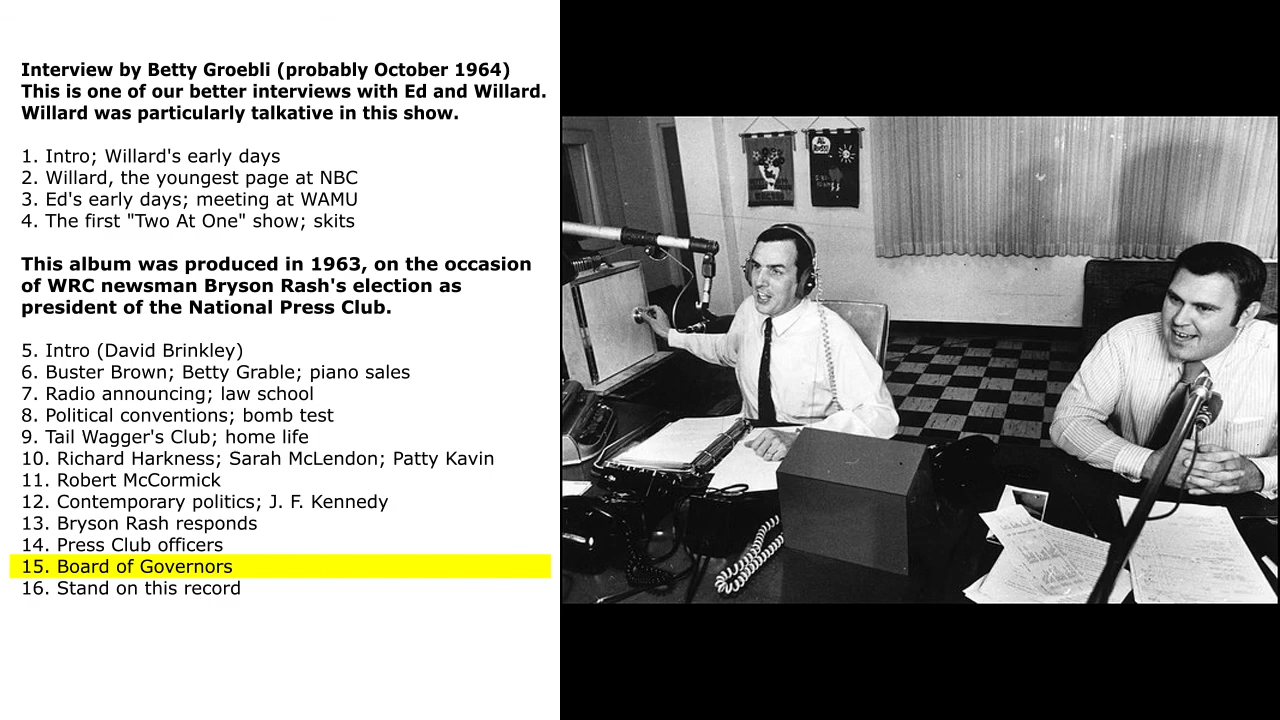 Interview by Betty Groebli (probably October 1964)
This is one of our better interviews with Ed and Willard.
Willard was particularly talkative in this show.
1. Intro; Willard's early days
2. Willard, the youngest page at NBC
3. Ed's early days; meeting at WAMU
4. The first "Two At One" show; skits
This album was produced in 1963, on the occasion
of WRC newsman Bryson Rash's election as
president of the National Press Club.
5. Intro (David Brinkley)
6. Buster Brown; Betty Grable; piano sales
7. Radio announcing; law school
8. Political conventions; bomb test
9. Tail Wagger's Club; home life
10. Richard Harkness; Sarah McLendon; Patty Kavin
11. Robert McCormick
12. Contemporary politics; J. F. Kennedy
13. Bryson Rash responds
14. Press Club officers
15. Board of Governors
16. Stand on this record